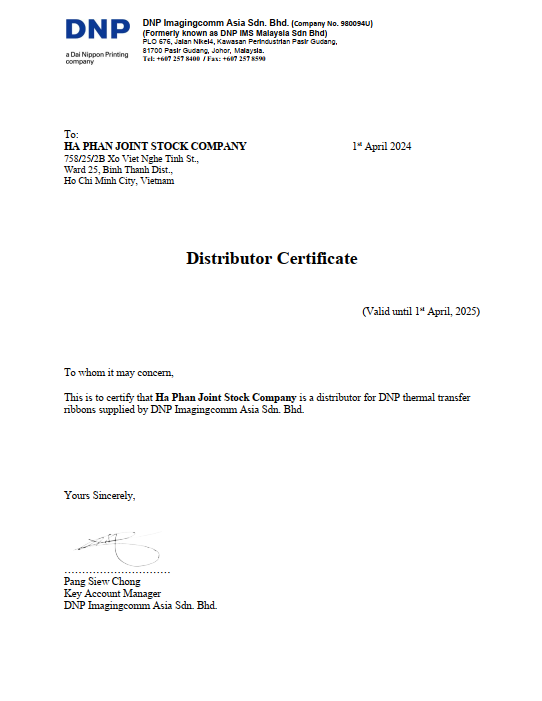 DNP
a Dai Nippon Printing
company
DNP Imagingcomm Asia Sdn. Bhd. (Company No. 980094U)
(Formerly known as DNP IMS Malaysia Sdn Bhd)
PLO 676, Jalan Nikel4, Kawasan Perindustrian Pasir Gudang,
81700 Pasir Gudang, Johor, Malaysia.
Tel: +607 257 8400 / Fax: +607 257 8590
To:
HA PHAN JOINT STOCK COMPANY 1st April 2024
758/25/2B Xo Viet Nghe Tinh St.,
Ward 25, Binh Thanh Dist.,
Ho Chi Minh City, Vietnam
Distributor Certificate
(Valid until 1st April, 2025)
To whom it may concern,
This is to certify that Ha Phan Joint Stock Company is a distributor for DNP thermal transfer
ribbons supplied by DNP Imagingcomm Asia Sdn. Bhd.
Yours Sincerely,
Pang Siew Chong
Key Account Manager
DNP Imagingcomm Asia Sdn. Bhd.